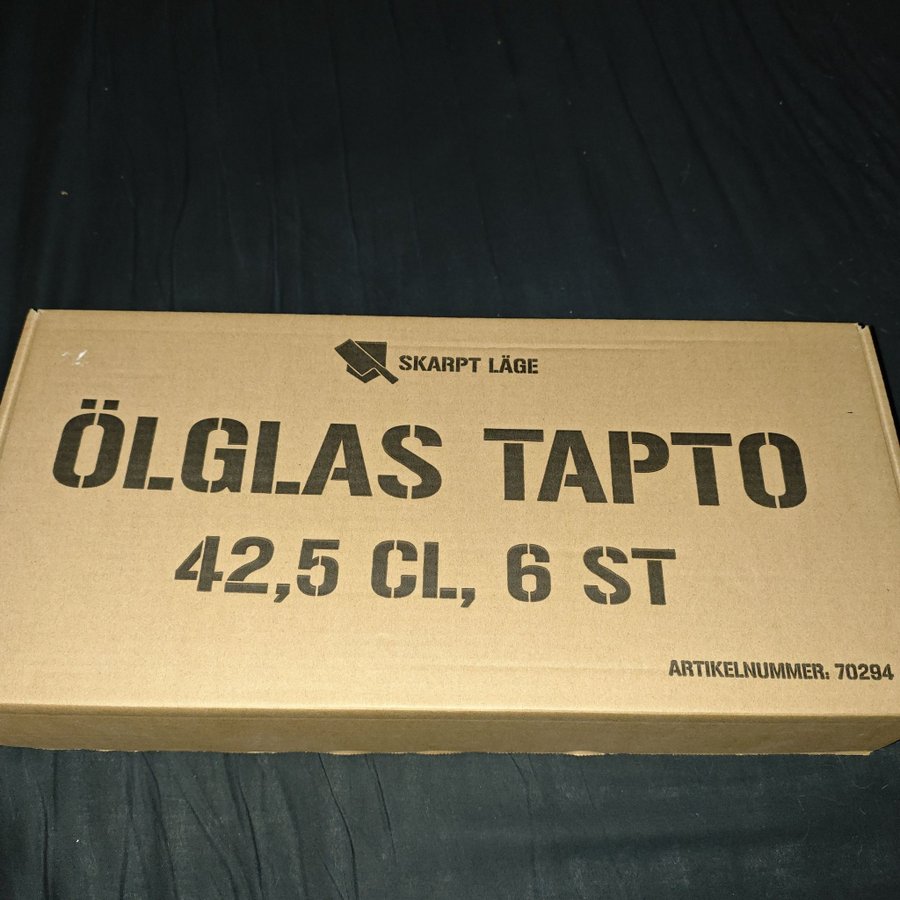 SKARPT LÄGE
ÖLGLAS TAPTO
42,5 CL, 6 ST
ARTIKELNUMMER: 70294